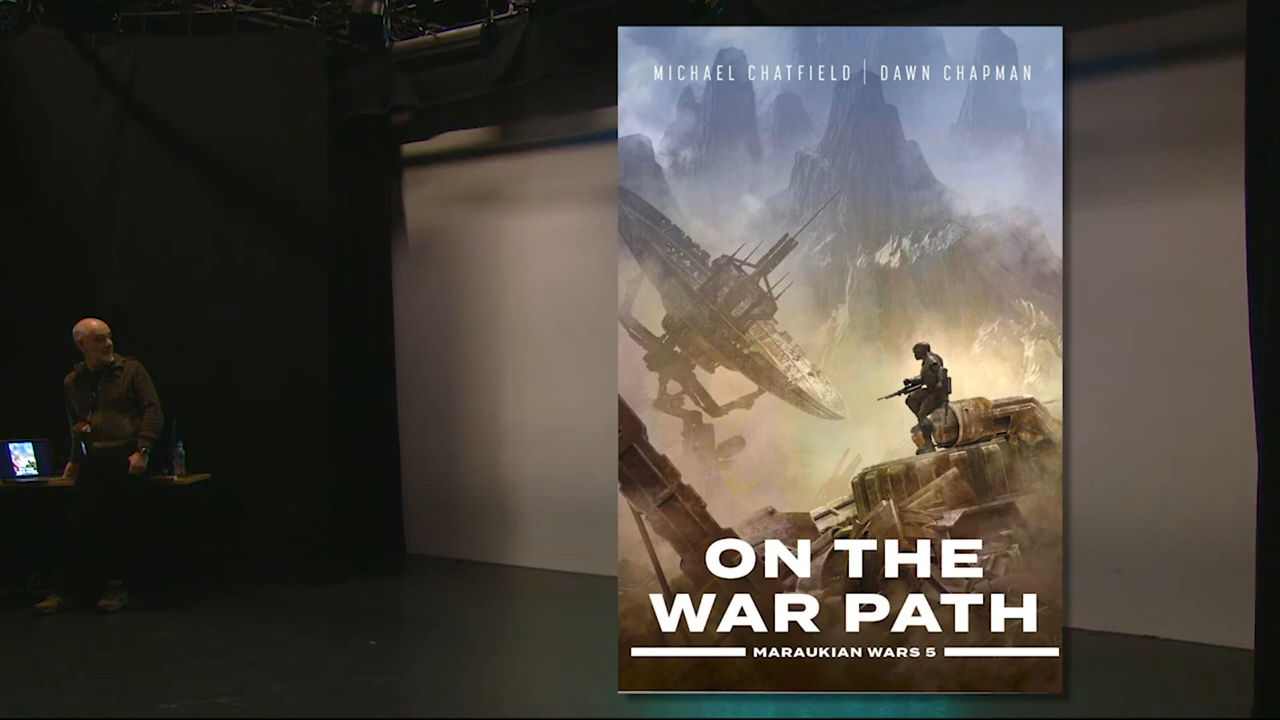 MICHAEL CHATFIELD | DAWN CHAPMAN
ON THE
WAR PATH
MARAUKIAN WARS 5